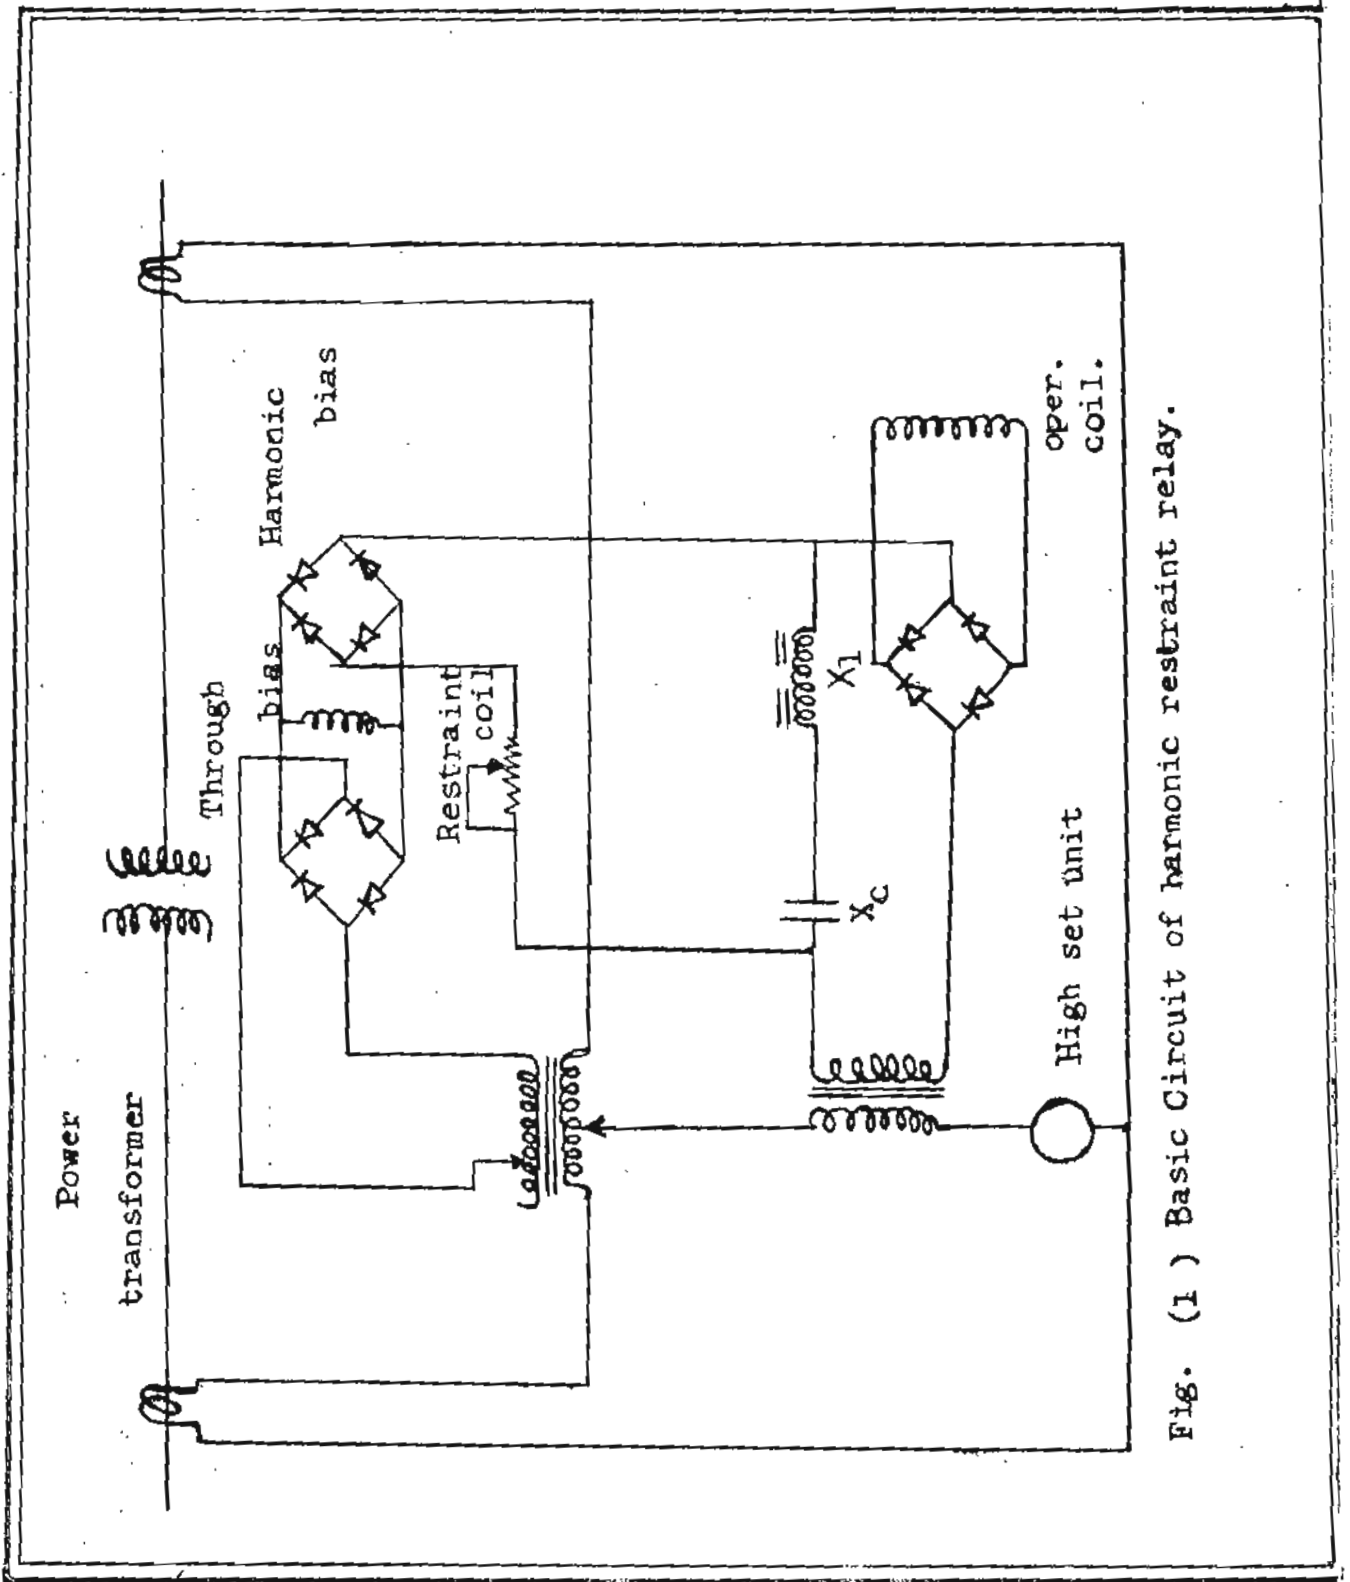 Power
transformer
Through
bias
Harmonic
bias
Restraint
coil
X1
XC
oper.
coil.
High set unit
Fig. (1 ) Basic Circuit of harmonic restraint relay.